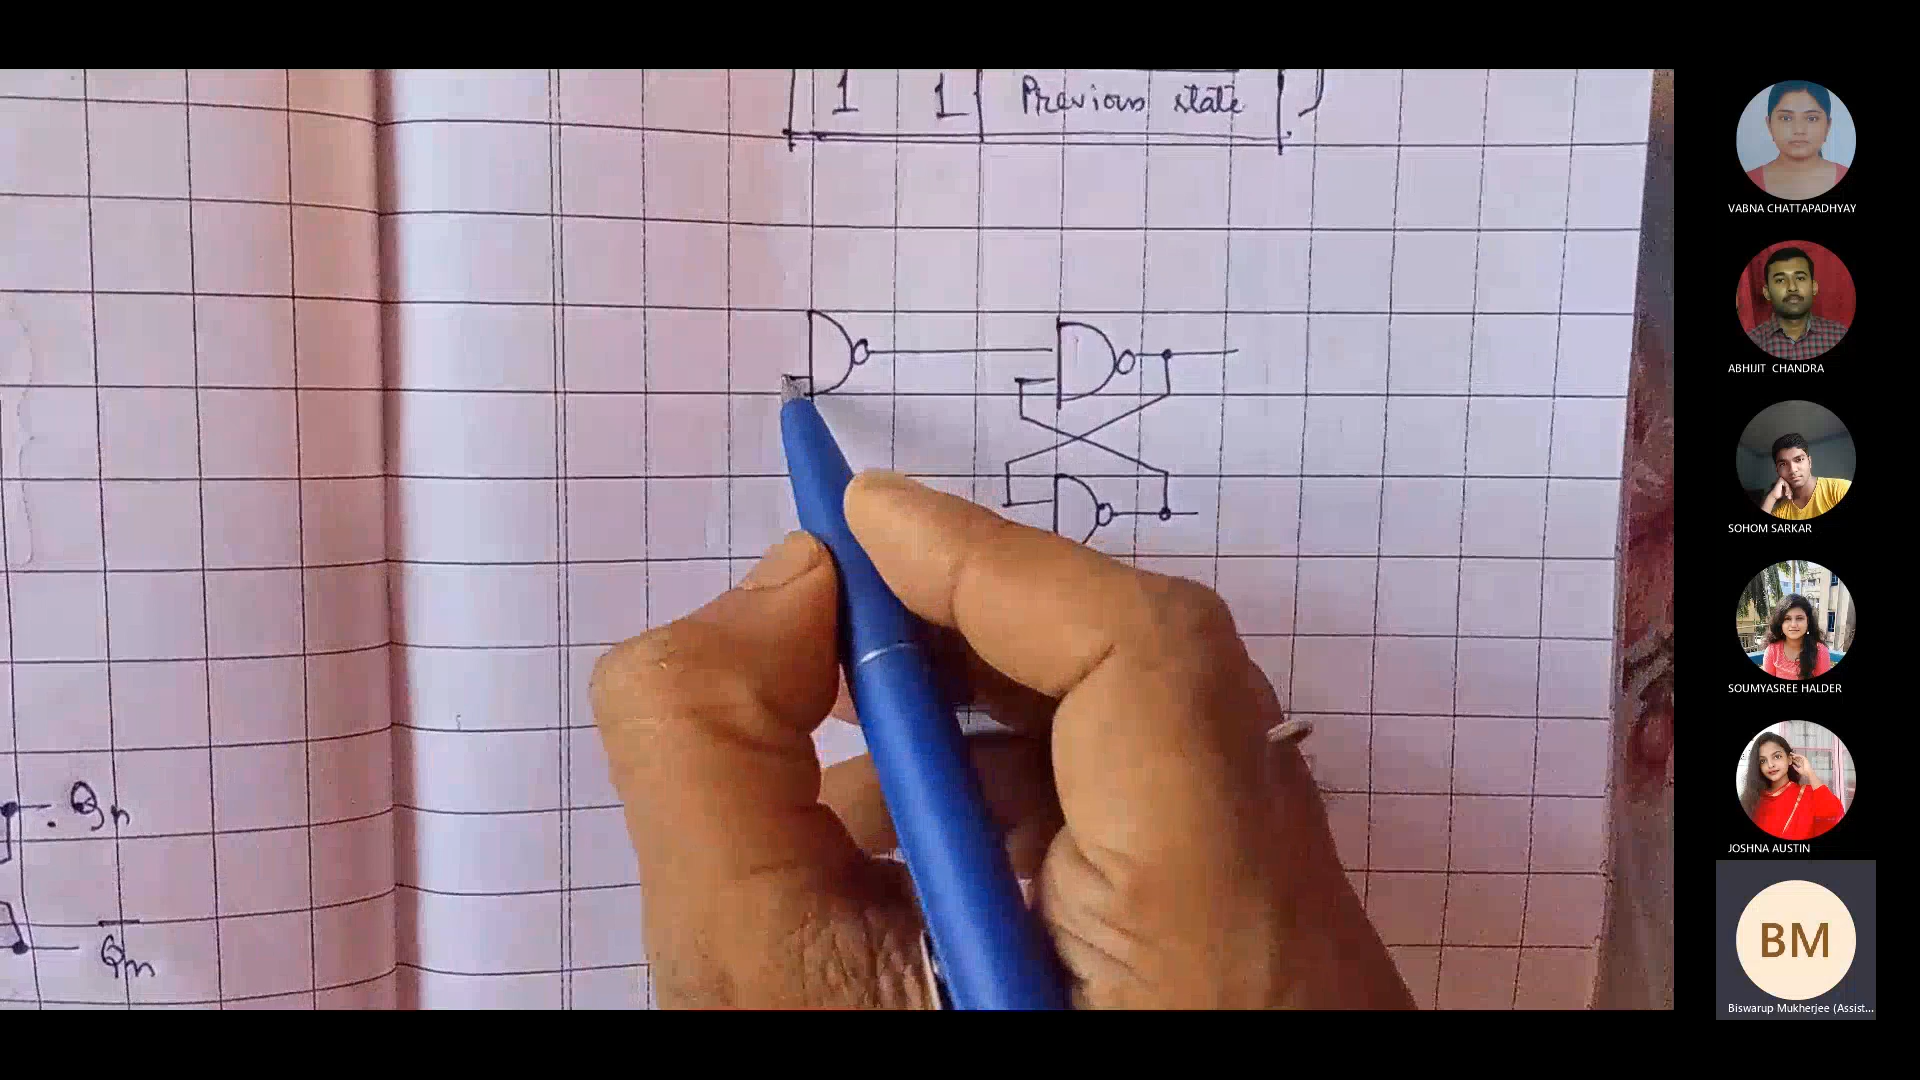 1 1 Previous state
Qn
Qn
VABNA CHATTAPADHYAY
ABHIJIT CHANDRA
SOHOM SARKAR
SOUMYASREE HALDER
JOSHNA AUSTIN
BM
Biswarup Mukherjee (Assist...